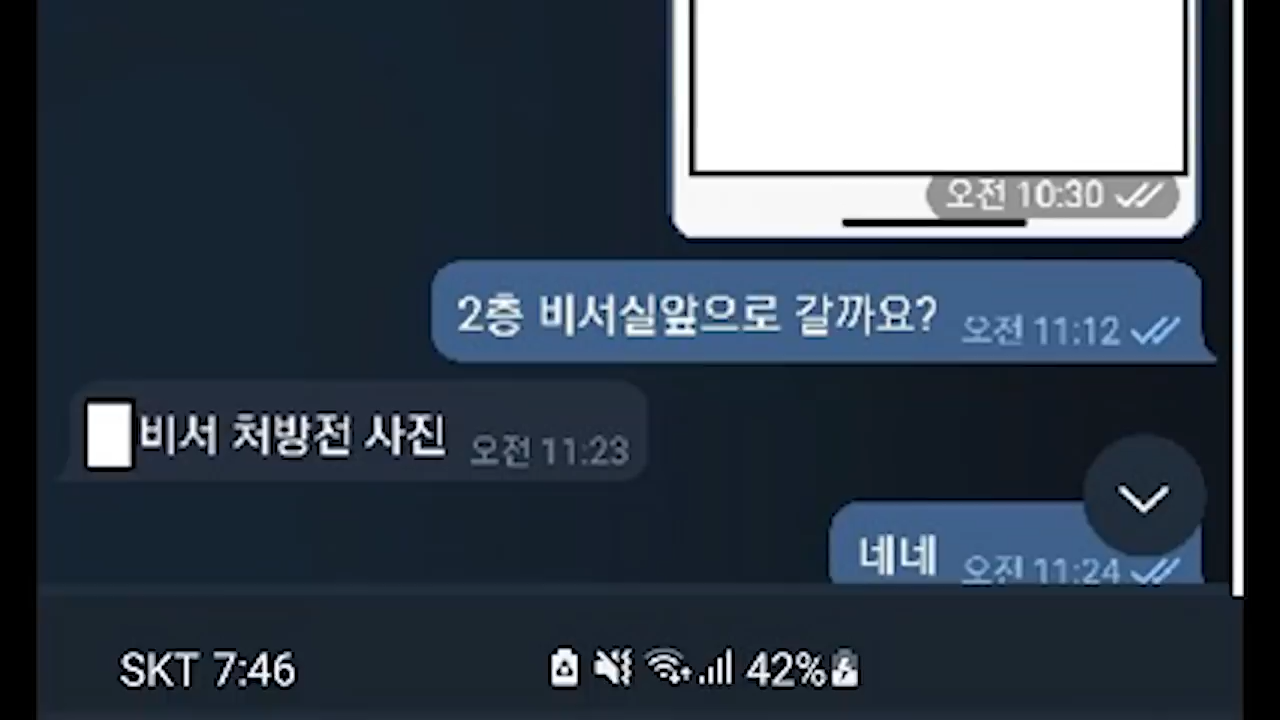 오전 10:30
2층 비서실앞으로 갈까요? 오전 11:12
비서 처방전 사진 오전 11:23
네네 오전 11:24
SKT 7:46 42%